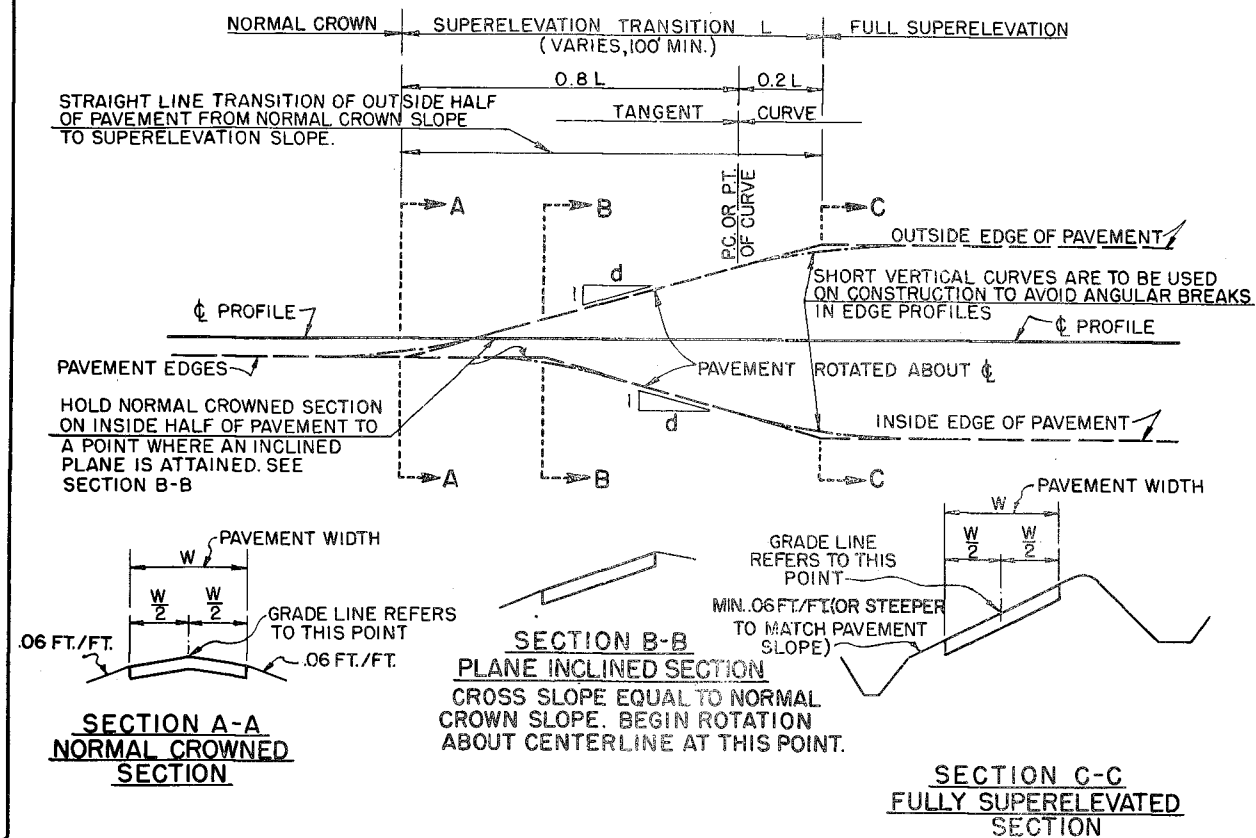 NORMAL CROWN
SUPERELEVATION TRANSITION L
(VARIES,100' MIN.)
FULL SUPERELEVATION
0.8 L
0.2 L
STRAIGHT LINE TRANSITION OF OUTSIDE HALF
OF PAVEMENT FROM NORMAL CROWN SLOPE
TO SUPERELEVATION SLOPE.
TANGENT
CURVE
P.C. OR P.T.
OF CURVE
A
B
C
OUTSIDE EDGE OF PAVEMENT
d
1
SHORT VERTICAL CURVES ARE TO BE USED
ON CONSTRUCTION TO AVOID ANGULAR BREAKS
IN EDGE PROFILES
℄ PROFILE
℄ PROFILE
PAVEMENT EDGES
PAVEMENT ROTATED ABOUT ℄
HOLD NORMAL CROWNED SECTION
ON INSIDE HALF OF PAVEMENT TO
A POINT WHERE AN INCLINED
PLANE IS ATTAINED. SEE
SECTION B-B
1
d
INSIDE EDGE OF PAVEMENT
A
B
C
PAVEMENT WIDTH
W
W/2
W/2
GRADE LINE REFERS
TO THIS POINT
.06 FT./FT.
.06 FT./FT.
SECTION A-A
NORMAL CROWNED
SECTION
SECTION B-B
PLANE INCLINED SECTION
CROSS SLOPE EQUAL TO NORMAL
CROWN SLOPE. BEGIN ROTATION
ABOUT CENTERLINE AT THIS POINT.
PAVEMENT WIDTH
W
W/2
W/2
GRADE LINE
REFERS TO THIS
POINT
MIN..06 FT./FT.(OR STEEPER
TO MATCH PAVEMENT
SLOPE)
SECTION C-C
FULLY SUPERELEVATED
SECTION